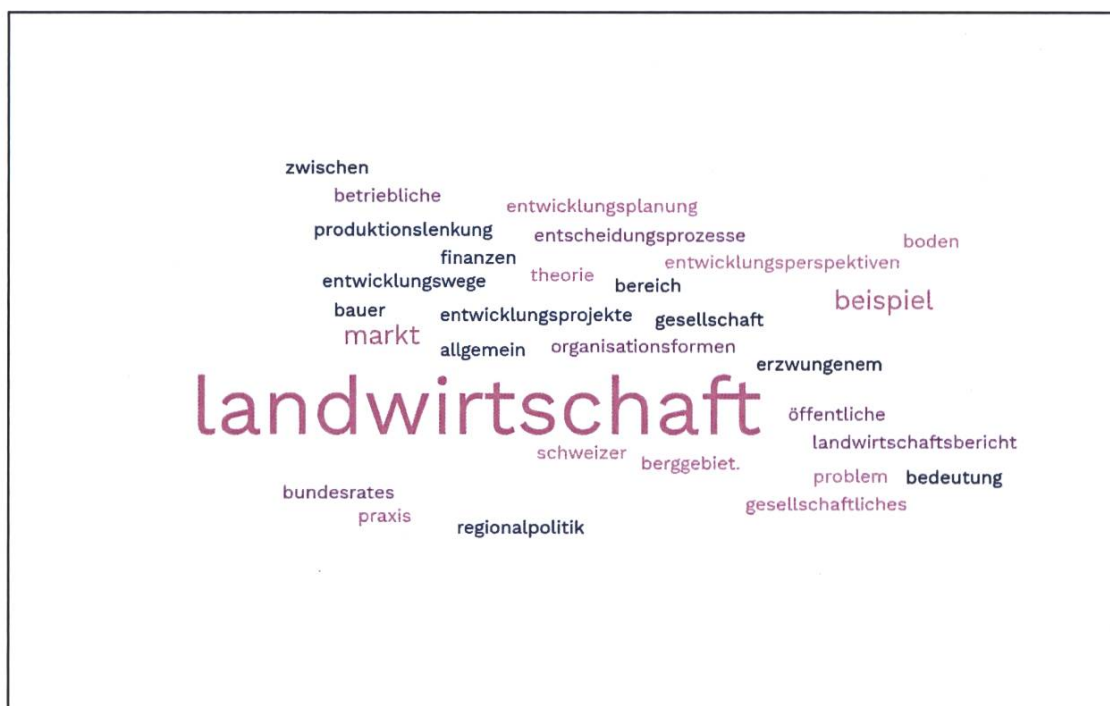 zwischen
betriebliche
entwicklungsplanung
produktionslenkung
entscheidungsprozesse
boden
finanzen
entwicklungsperspektiven
theorie
entwicklungswege
bereich
beispiel
bauer
entwicklungsprojekte
gesellschaft
markt
allgemein
organisationsformen
erzwungenem
landwirtschaft
öffentliche
landwirtschaftsbericht
schweizer
berggebiet.
problem
bedeutung
bundesrates
gesellschaftliches
praxis
regionalpolitik